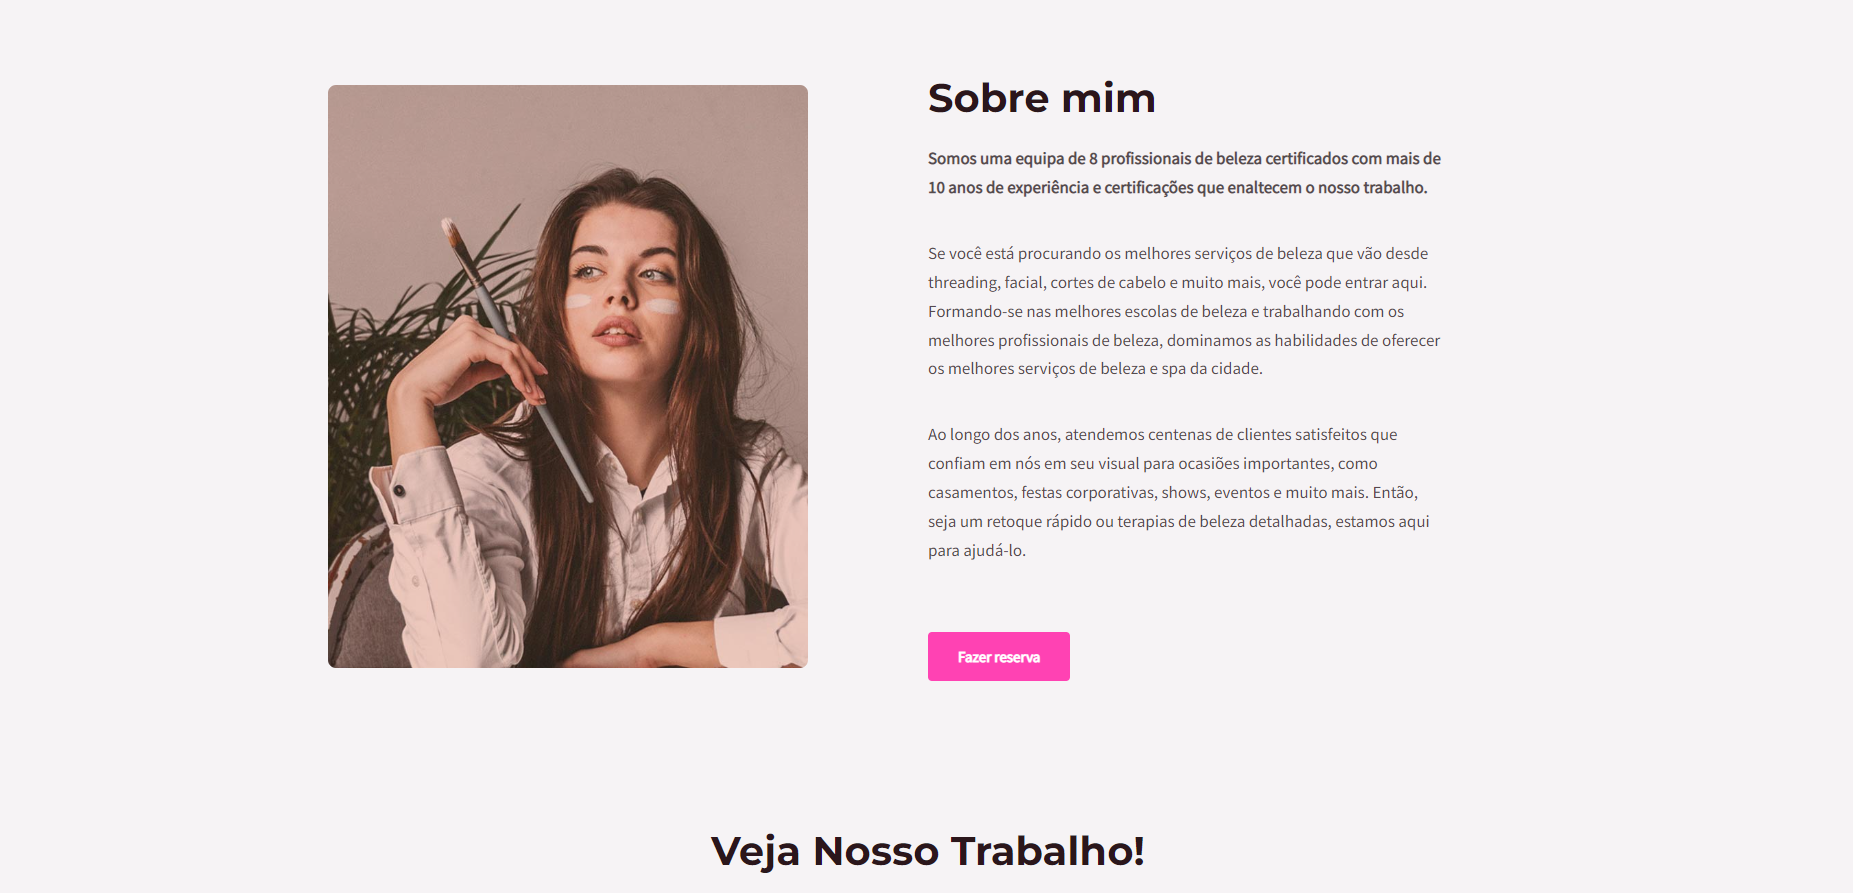 Sobre mim
Somos uma equipa de 8 profissionais de beleza certificados com mais de
10 anos de experiência e certificações que enaltecem o nosso trabalho.
Se você está procurando os melhores serviços de beleza que vão desde
threading, facial, cortes de cabelo e muito mais, você pode entrar aqui.
Formando-se nas melhores escolas de beleza e trabalhando com os
melhores profissionais de beleza, dominamos as habilidades de oferecer
os melhores serviços de beleza e spa da cidade.
Ao longo dos anos, atendemos centenas de clientes satisfeitos que
confiam em nós em seu visual para ocasiões importantes, como
casamentos, festas corporativas, shows, eventos e muito mais. Então,
seja um retoque rápido ou terapias de beleza detalhadas, estamos aqui
para ajudá-lo.
Fazer reserva
Veja Nosso Trabalho!